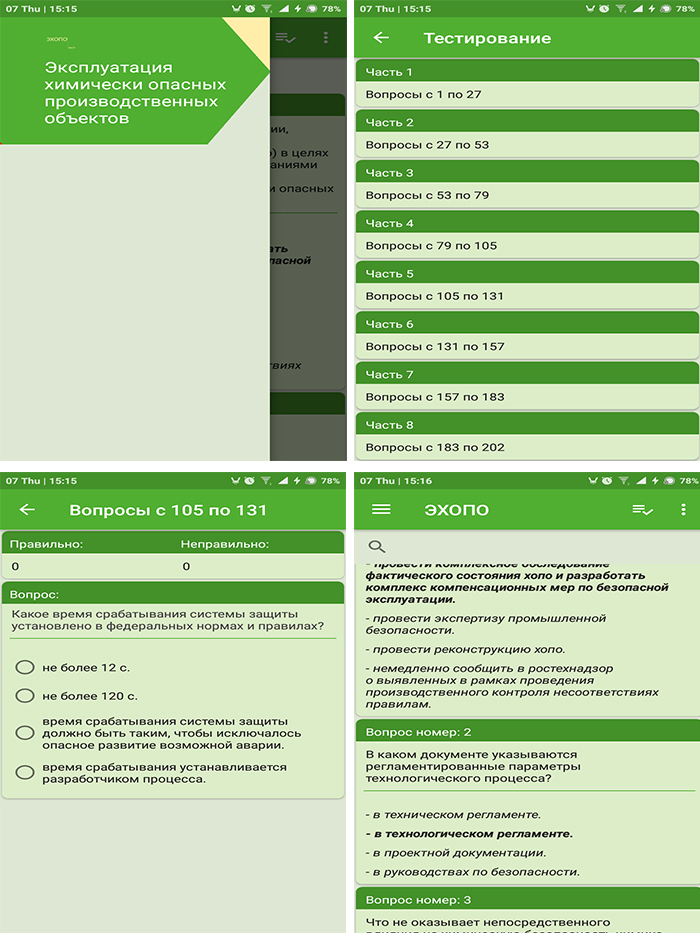 07 Thu | 15:15
78%
ЭХОПО
Эксплуатация
химически опасных
производственных
объектов
ии,
) в целях
аниями
и опасных
ать
пасной
твиях
07 Thu | 15:15
78%
Тестирование
Часть 1
Вопросы с 1 по 27
Часть 2
Вопросы с 27 по 53
Часть 3
Вопросы с 53 по 79
Часть 4
Вопросы с 79 по 105
Часть 5
Вопросы с 105 по 131
Часть 6
Вопросы с 131 по 157
Часть 7
Вопросы с 157 по 183
Часть 8
Вопросы с 183 по 202
07 Thu | 15:15
78%
Вопросы с 105 по 131
Правильно: Неправильно:
0 0
Вопрос:
Какое время срабатывания системы защиты
установлено в федеральных нормах и правилах?
не более 12 с.
не более 120 с.
время срабатывания системы защиты
должно быть таким, чтобы исключалось
опасное развитие возможной аварии.
время срабатывания устанавливается
разработчиком процесса.
07 Thu | 15:16
78%
ЭХОПО
- провести комплексное обследование
фактического состояния хопо и разработать
комплекс компенсационных мер по безопасной
эксплуатации.
- провести экспертизу промышленной
безопасности.
- провести реконструкцию хопо.
- немедленно сообщить в ростехнадзор
о выявленных в рамках проведения
производственного контроля несоответствиях
правилам.
Вопрос номер: 2
В каком документе указываются
регламентированные параметры
технологического процесса?
- в техническом регламенте.
- в технологическом регламенте.
- в проектной документации.
- в руководствах по безопасности.
Вопрос номер: 3
Что не оказывает непосредственного